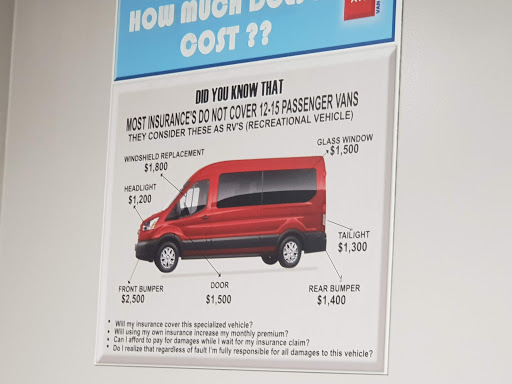 HOW MUCH DOES
COST ??
VAN
DID YOU KNOW THAT
MOST INSURANCE'S DO NOT COVER 12-15 PASSENGER VANS
THEY CONSIDER THESE AS RV'S (RECREATIONAL VEHICLE)
GLASS WINDOW
$1,500
WINDSHIELD REPLACEMENT
$1,800
HEADLIGHT
$1,200
TAILIGHT
$1,300
FRONT BUMPER
$2,500
DOOR
$1,500
REAR BUMPER
$1,400
• Will my insurance cover this specialized vehicle?
• Will using my own insurance increase my monthly premium?
• Can I afford to pay for damages while I wait for my insurance claim?
• Do I realize that regardless of fault I'm fully responsible for all damages to this vehicle?